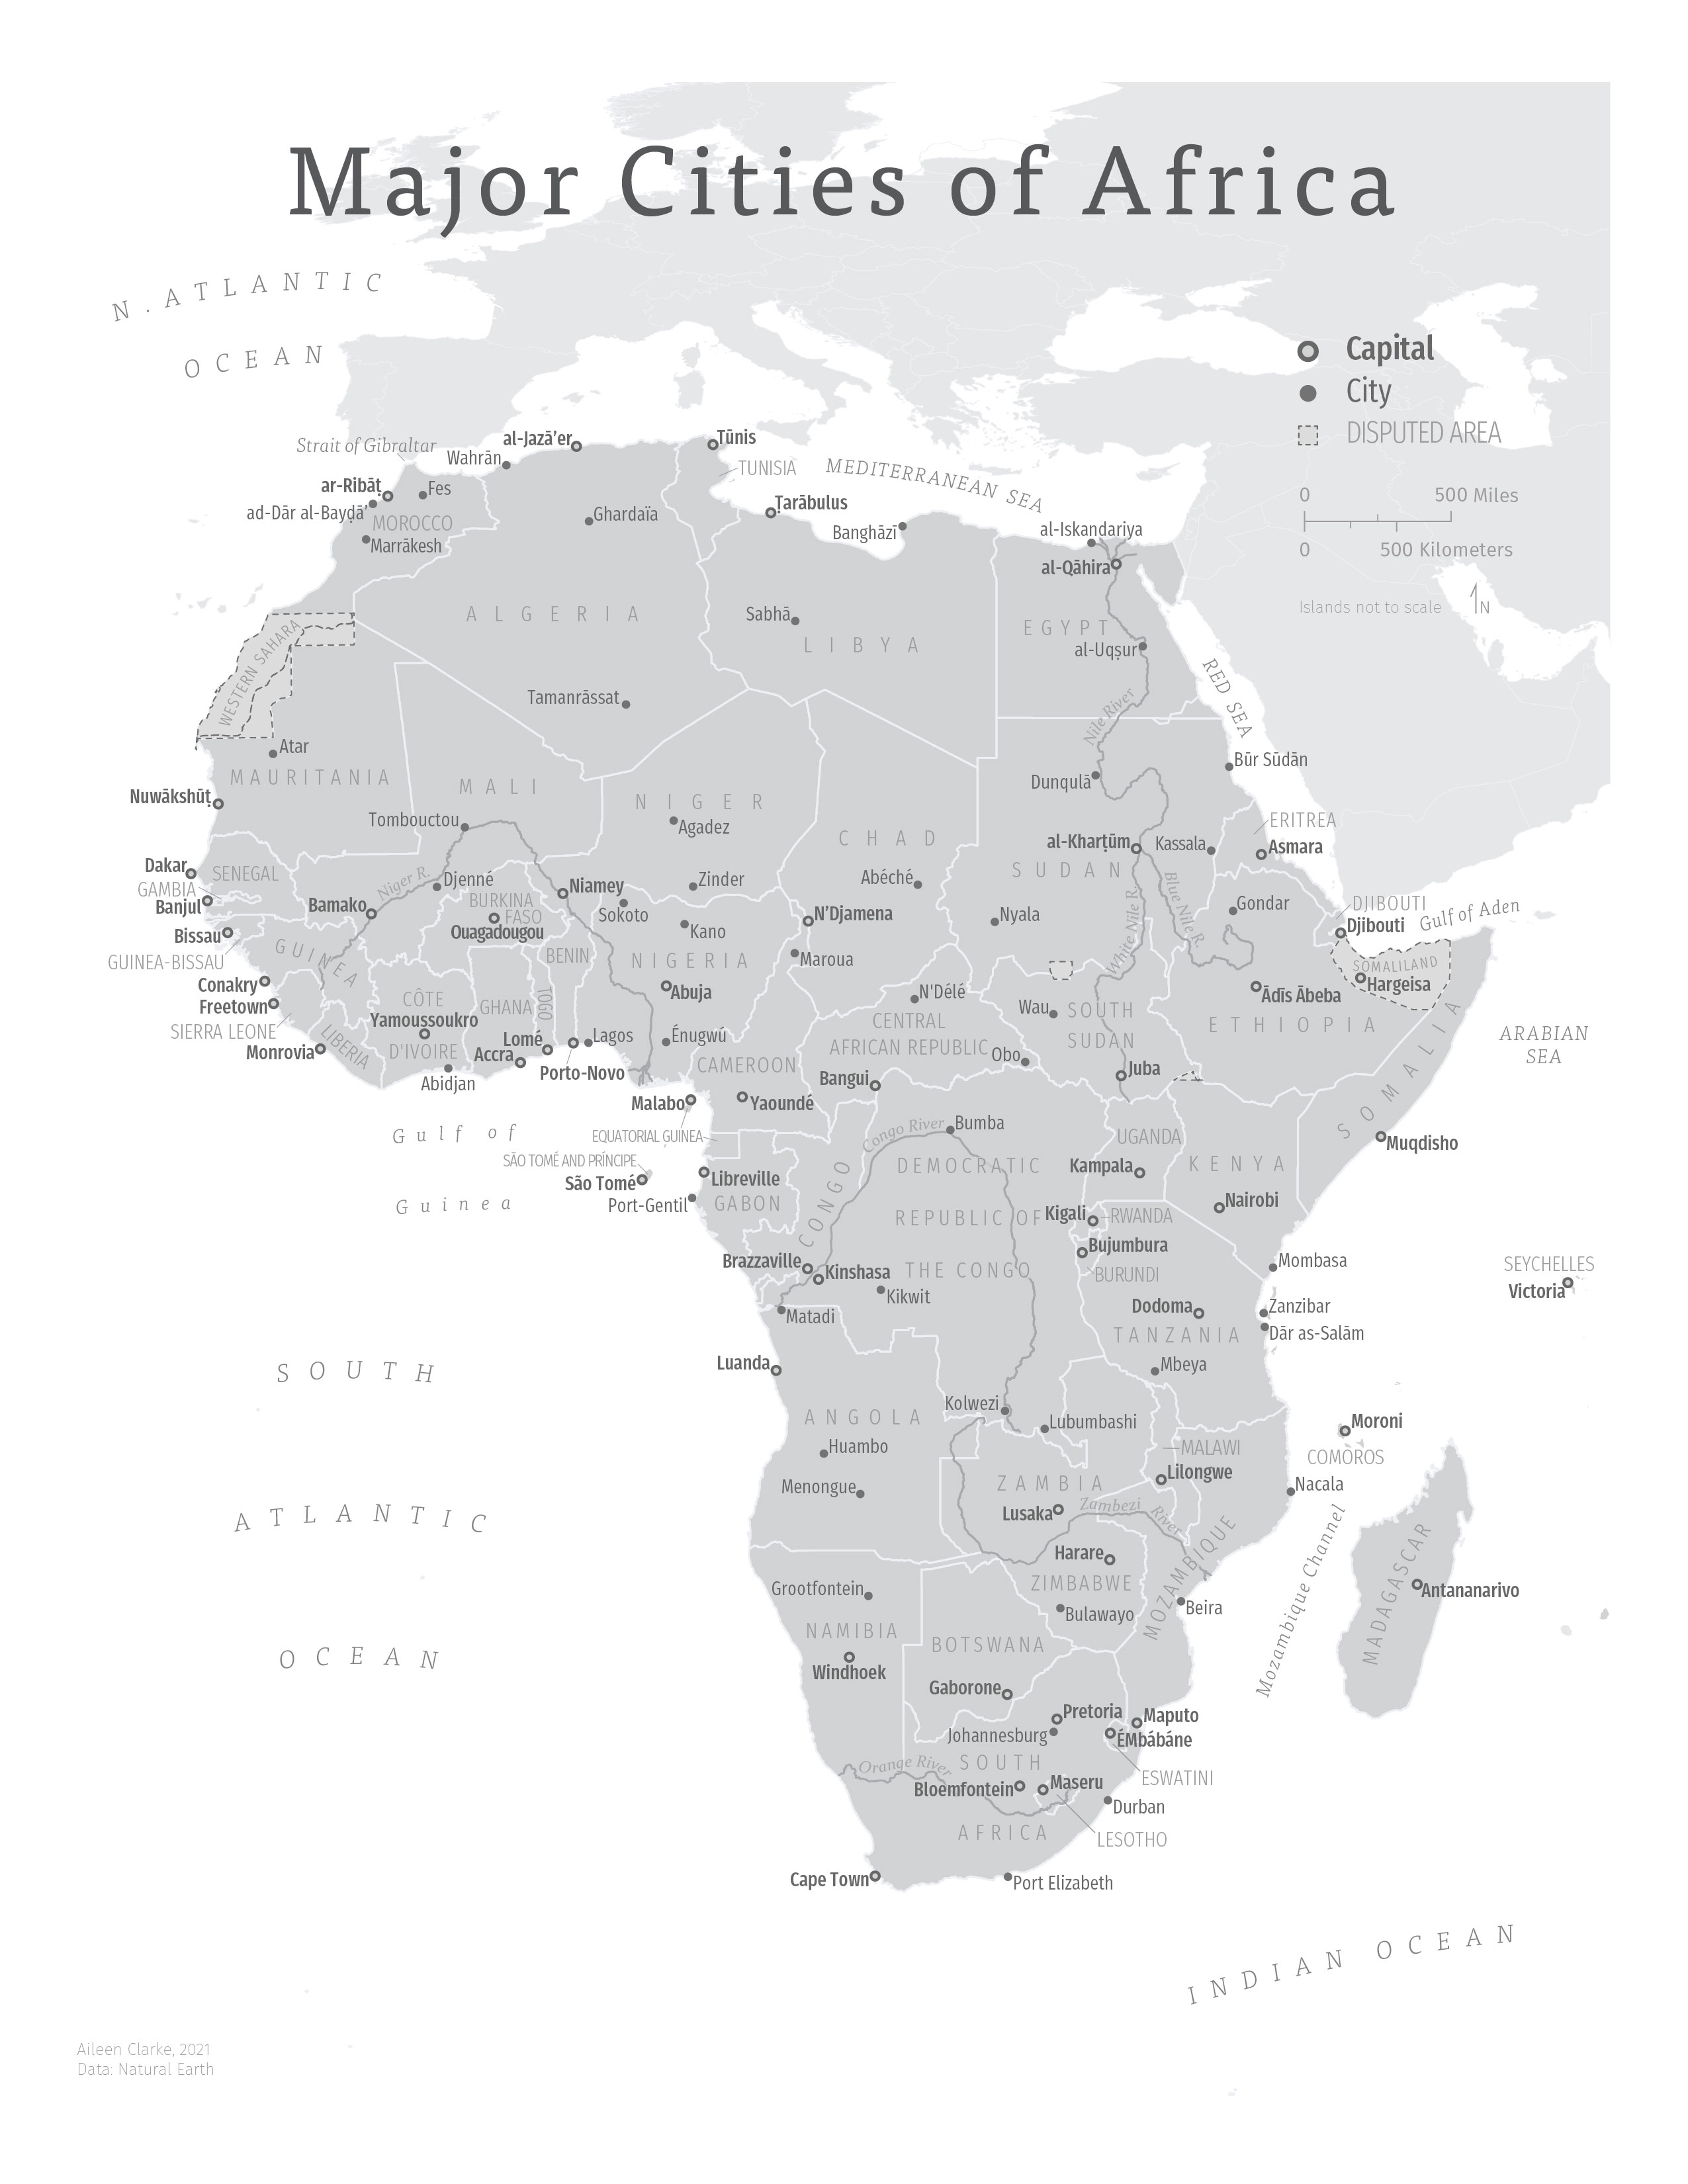 Major Cities of Africa
N. ATLANTIC
OCEAN
Capital
City
DISPUTED AREA
0 500 Miles
0 500 Kilometers
Islands not to scale
N
Strait of Gibraltar
al-Jazā’er
Tūnis
Wahrān
TUNISIA
MEDITERRANEAN SEA
ar-Ribāṭ
Fes
Ṭarābulus
ad-Dār al-Bayḍā’
MOROCCO
Ghardaïa
Banghāzī
al-Iskandariya
Marrākesh
al-Qāhira
ALGERIA
Sabhā
LIBYA
EGYPT
al-Uqṣur
WESTERN SAHARA
RED SEA
Tamanrāssat
Nile River
Atar
MAURITANIA
Būr Sūdān
Nuwākshūṭ
MALI
NIGER
Dunqulā
Tombouctou
Agadez
CHAD
ERITREA
al-Kharṭūm
Kassala
Asmara
Dakar
SENEGAL
SUDAN
GAMBIA
Banjul
Niger R.
Djenné
Niamey
Zinder
Abéché
Bamako
BURKINA
FASO
Ouagadougou
Sokoto
Kano
N’Djamena
Nyala
White Nile R.
Blue Nile R.
Gondar
DJIBOUTI
Djibouti
Gulf of Aden
Bissau
GUINEA-BISSAU
GUINEA
BENIN
NIGERIA
Maroua
SOMALILAND
Hargeisa
Conakry
Freetown
CÔTE
GHANA
TOGO
Abuja
N'Délé
Ādīs Ābeba
SIERRA LEONE
Yamoussoukro
Wau
SOUTH
SUDAN
ETHIOPIA
Monrovia
LIBERIA
D'IVOIRE
Lomé
Accra
Lagos
Énugwú
CENTRAL
AFRICAN REPUBLIC
Obo
ARABIAN
SEA
Abidjan
Porto-Novo
CAMEROON
Bangui
Juba
SOMALIA
Malabo
Yaoundé
Gulf of
Guinea
EQUATORIAL GUINEA
Congo River
Bumba
UGANDA
Muqdisho
SÃO TOMÉ AND PRÍNCIPE
São Tomé
Libreville
DEMOCRATIC
Kampala
KENYA
Port-Gentil
GABON
CONGO
REPUBLIC OF
Kigali
RWANDA
Nairobi
Brazzaville
Kinshasa
THE CONGO
Bujumbura
BURUNDI
Mombasa
SEYCHELLES
Victoria
Kikwit
Matadi
Dodoma
TANZANIA
Zanzibar
Dār as-Salām
SOUTH
ATLANTIC
OCEAN
Luanda
Mbeya
Kolwezi
ANGOLA
Lubumbashi
Moroni
COMOROS
Huambo
MALAWI
Lilongwe
Menongue
ZAMBIA
Nacala
Lusaka
Zambezi River
Mozambique Channel
Harare
MOZAMBIQUE
MADAGASCAR
Antananarivo
Grootfontein
ZIMBABWE
Bulawayo
Beira
NAMIBIA
BOTSWANA
Windhoek
Gaborone
Pretoria
Maputo
Johannesburg
ÉMbábáne
Orange River
SOUTH
ESWATINI
Bloemfontein
Maseru
Durban
AFRICA
LESOTHO
Cape Town
Port Elizabeth
INDIAN OCEAN
Aileen Clarke, 2021
Data: Natural Earth